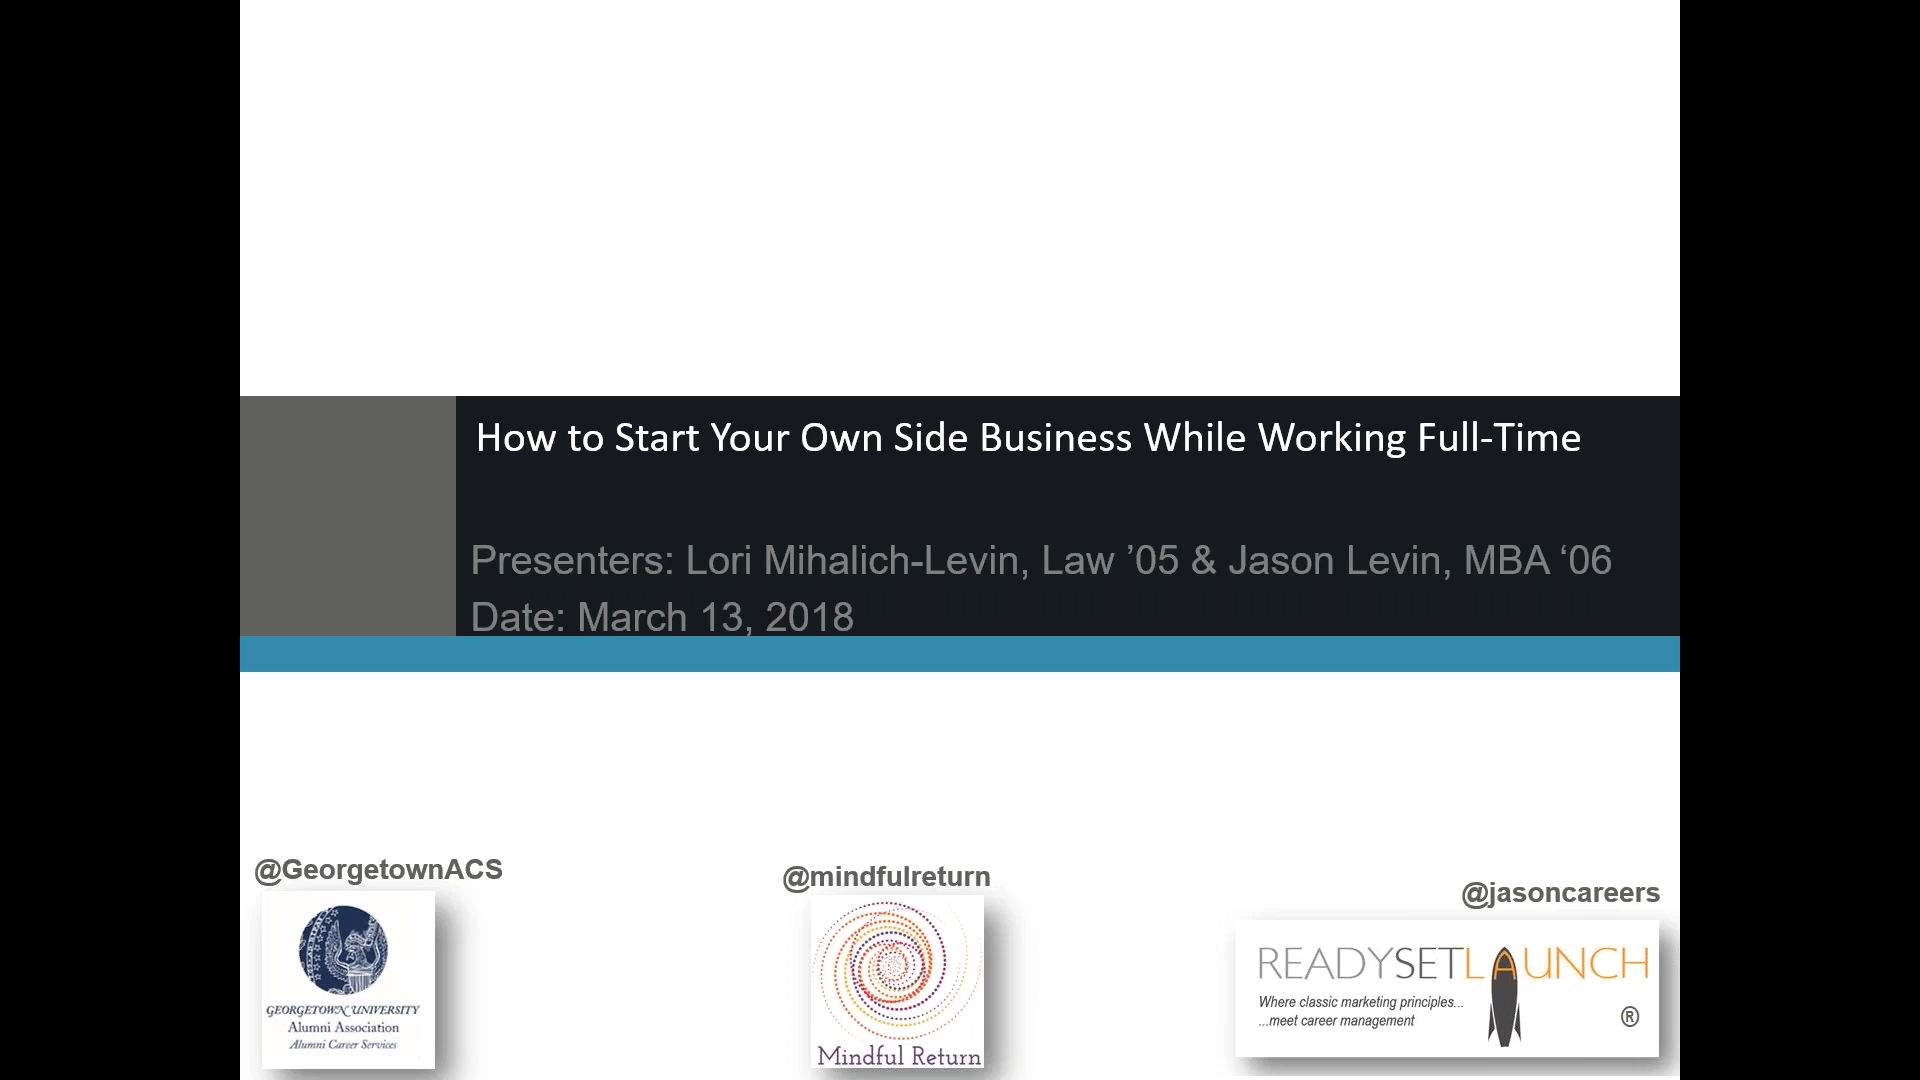 How to Start Your Own Side Business While Working Full-Time
Presenters: Lori Mihalich-Levin, Law ’05 & Jason Levin, MBA ‘06
Date: March 13, 2018
@GeorgetownACS
GEORGETOWN UNIVERSITY
Alumni Association
Alumni Career Services
@mindfulreturn
Mindful Return
@jasoncareers
READYSETLAUNCH
Where classic marketing principles...
...meet career management
®